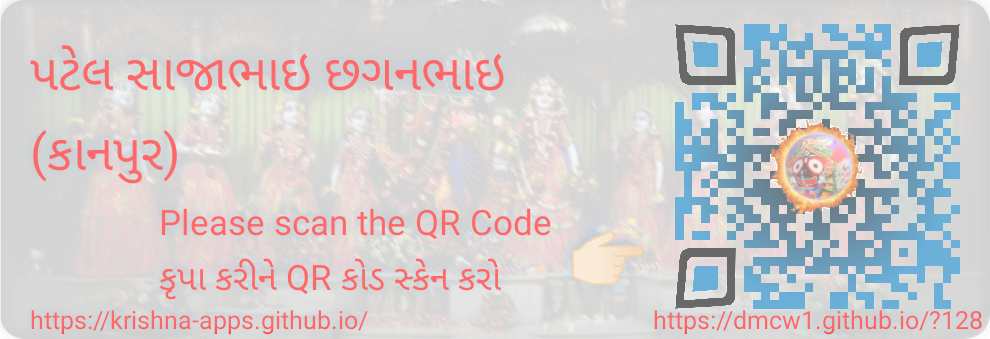 પટેલ સાજાભાઇ છગનભાઇ
(કાનપુર)
Please scan the QR Code
કૃપા કરીને QR કોડ સ્કેન કરો
https://krishna-apps.github.io/
https://dmcw1.github.io/?128